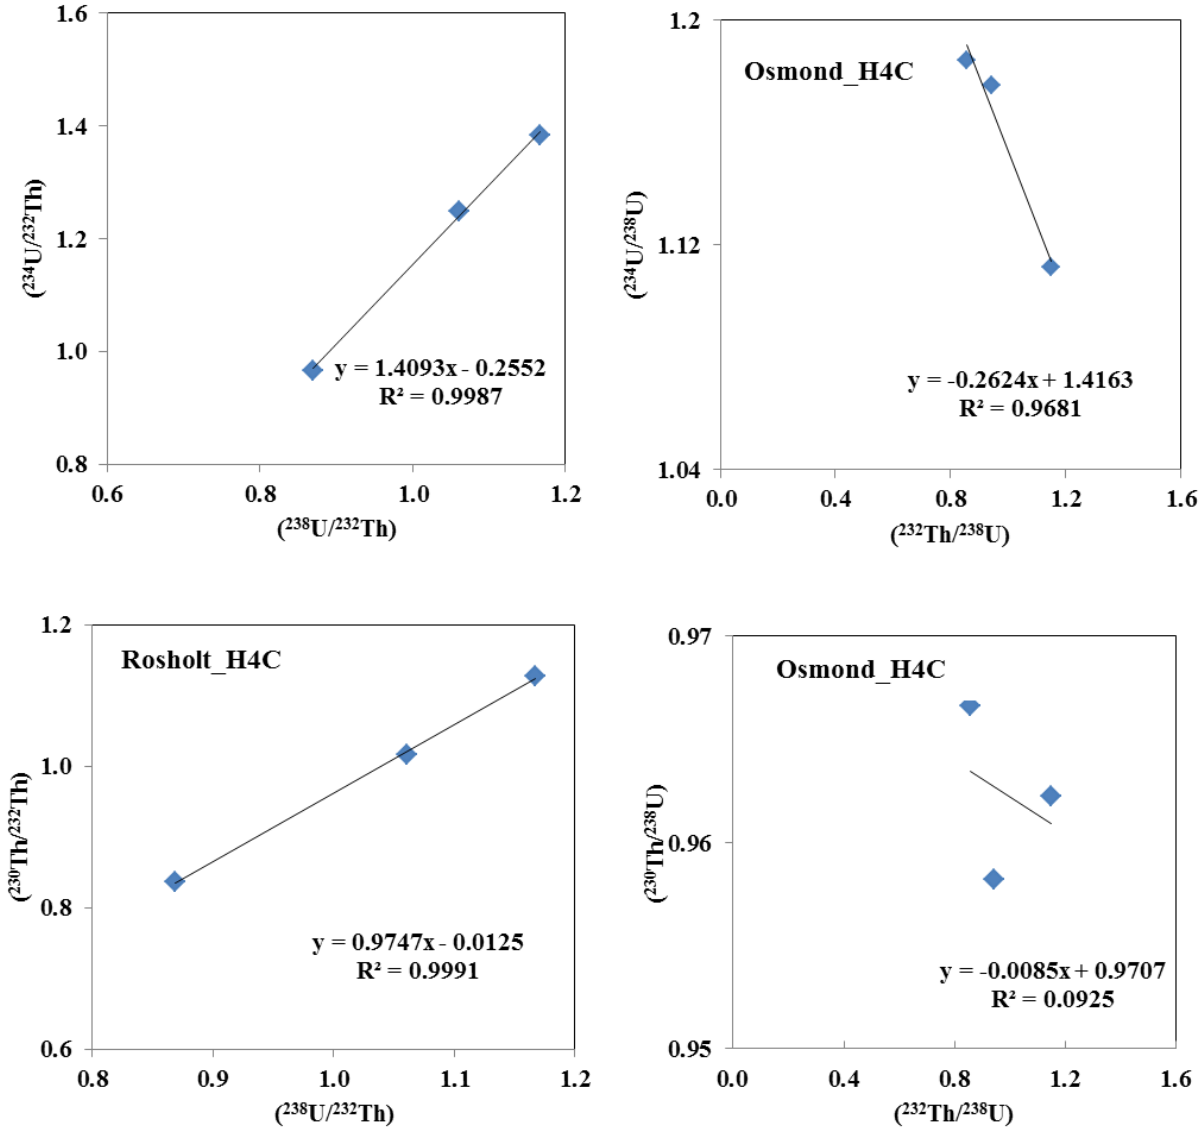 1.6
1.4
1.2
1.0
0.8
(²³⁴U/²³²Th)
y = 1.4093x - 0.2552
R² = 0.9987
0.6 0.8 1.0 1.2
(²³⁸U/²³²Th)
1.2
1.12
1.04
(²³⁴U/²³⁸U)
Osmond_H4C
y = -0.2624x + 1.4163
R² = 0.9681
0.0 0.4 0.8 1.2 1.6
(²³²Th/²³⁸U)
1.2
1.0
0.8
0.6
(²³⁰Th/²³²Th)
Rosholt_H4C
y = 0.9747x - 0.0125
R² = 0.9991
0.8 0.9 1.0 1.1 1.2
(²³⁸U/²³²Th)
0.97
0.96
0.95
(²³⁰Th/²³⁸U)
Osmond_H4C
y = -0.0085x + 0.9707
R² = 0.0925
0.0 0.4 0.8 1.2 1.6
(²³²Th/²³⁸U)